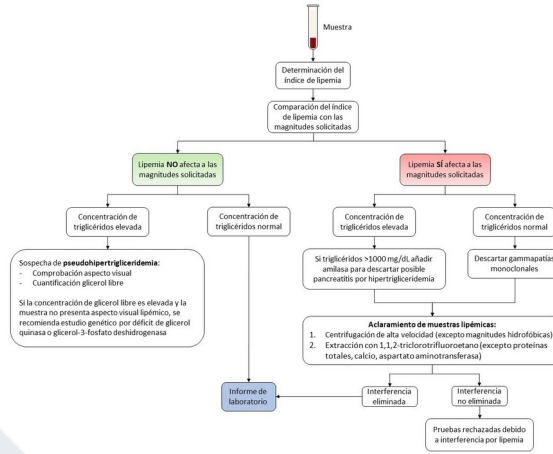 Muestra
Determinación del
índice de lipemia
Comparación del índice
de lipemia con las
magnitudes solicitadas
Lipemia NO afecta a las
magnitudes solicitadas
Lipemia SÍ afecta a las
magnitudes solicitadas
Concentración de
triglicéridos elevada
Concentración de
triglicéridos normal
Concentración de
triglicéridos elevada
Concentración de
triglicéridos normal
Sospecha de pseudohipertrigliceridemia:
- Comprobación aspecto visual
- Cuantificación glicerol libre
Si la concentración de glicerol libre es elevada y la
muestra no presenta aspecto visual lipémico, se
recomienda estudio genético por déficit de glicerol
quinasa o glicerol-3-fosfato deshidrogenasa
Si triglicéridos >1000 mg/dL añadir
amilasa para descartar posible
pancreatitis por hipertrigliceridemia
Descartar gammapatías
monoclonales
Aclaramiento de muestras lipémicas:
1. Centrifugación de alta velocidad (excepto magnitudes hidrofóbicas)
2. Extracción con 1,1,2-triclorotrifluoroetano (excepto proteínas
totales, calcio, aspartato aminotransferasa)
Informe de
laboratorio
Interferencia
eliminada
Interferencia
no eliminada
Pruebas rechazadas debido
a interferencia por lipemia